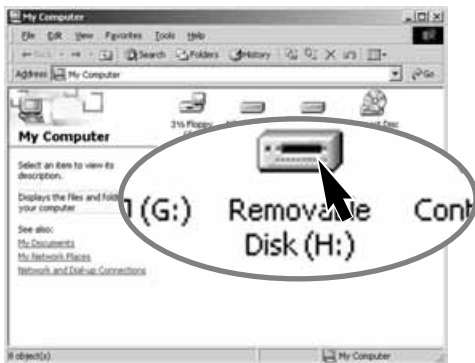 My Computer
File Edit View Favorites Tools Help
Back Search Folders History
Address My Computer Go
3½ Floppy
My Computer
Select an item to view its
description.
Displays the files and
your computer
See also:
My Documents
My Network Places
Network and Dial-up Connections
(G:) Removable Cont
Disk (H:)
8 object(s) My Computer